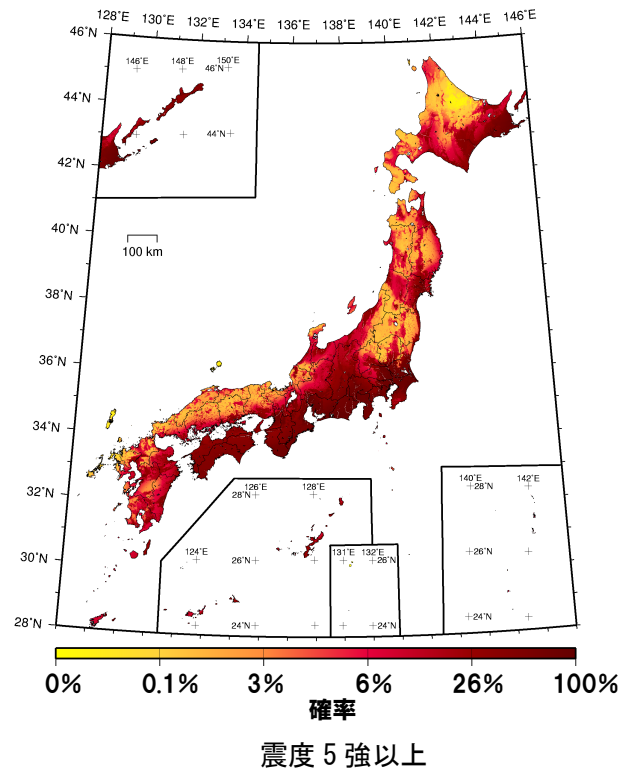 128°E 130°E 132°E 134°E 136°E 138°E 140°E 142°E 144°E 146°E
46°N
146°E 148°E 150°E
46°N
44°N
44°N
42°N
40°N
100 km
38°N
36°N
34°N
32°N
126°E 128°E
28°N
140°E 142°E
28°N
30°N
124°E
26°N
131°E 132°E
26°N
26°N
28°N
24°N
24°N
24°N
0% 0.1% 3% 6% 26% 100%
確率
震度５強以上